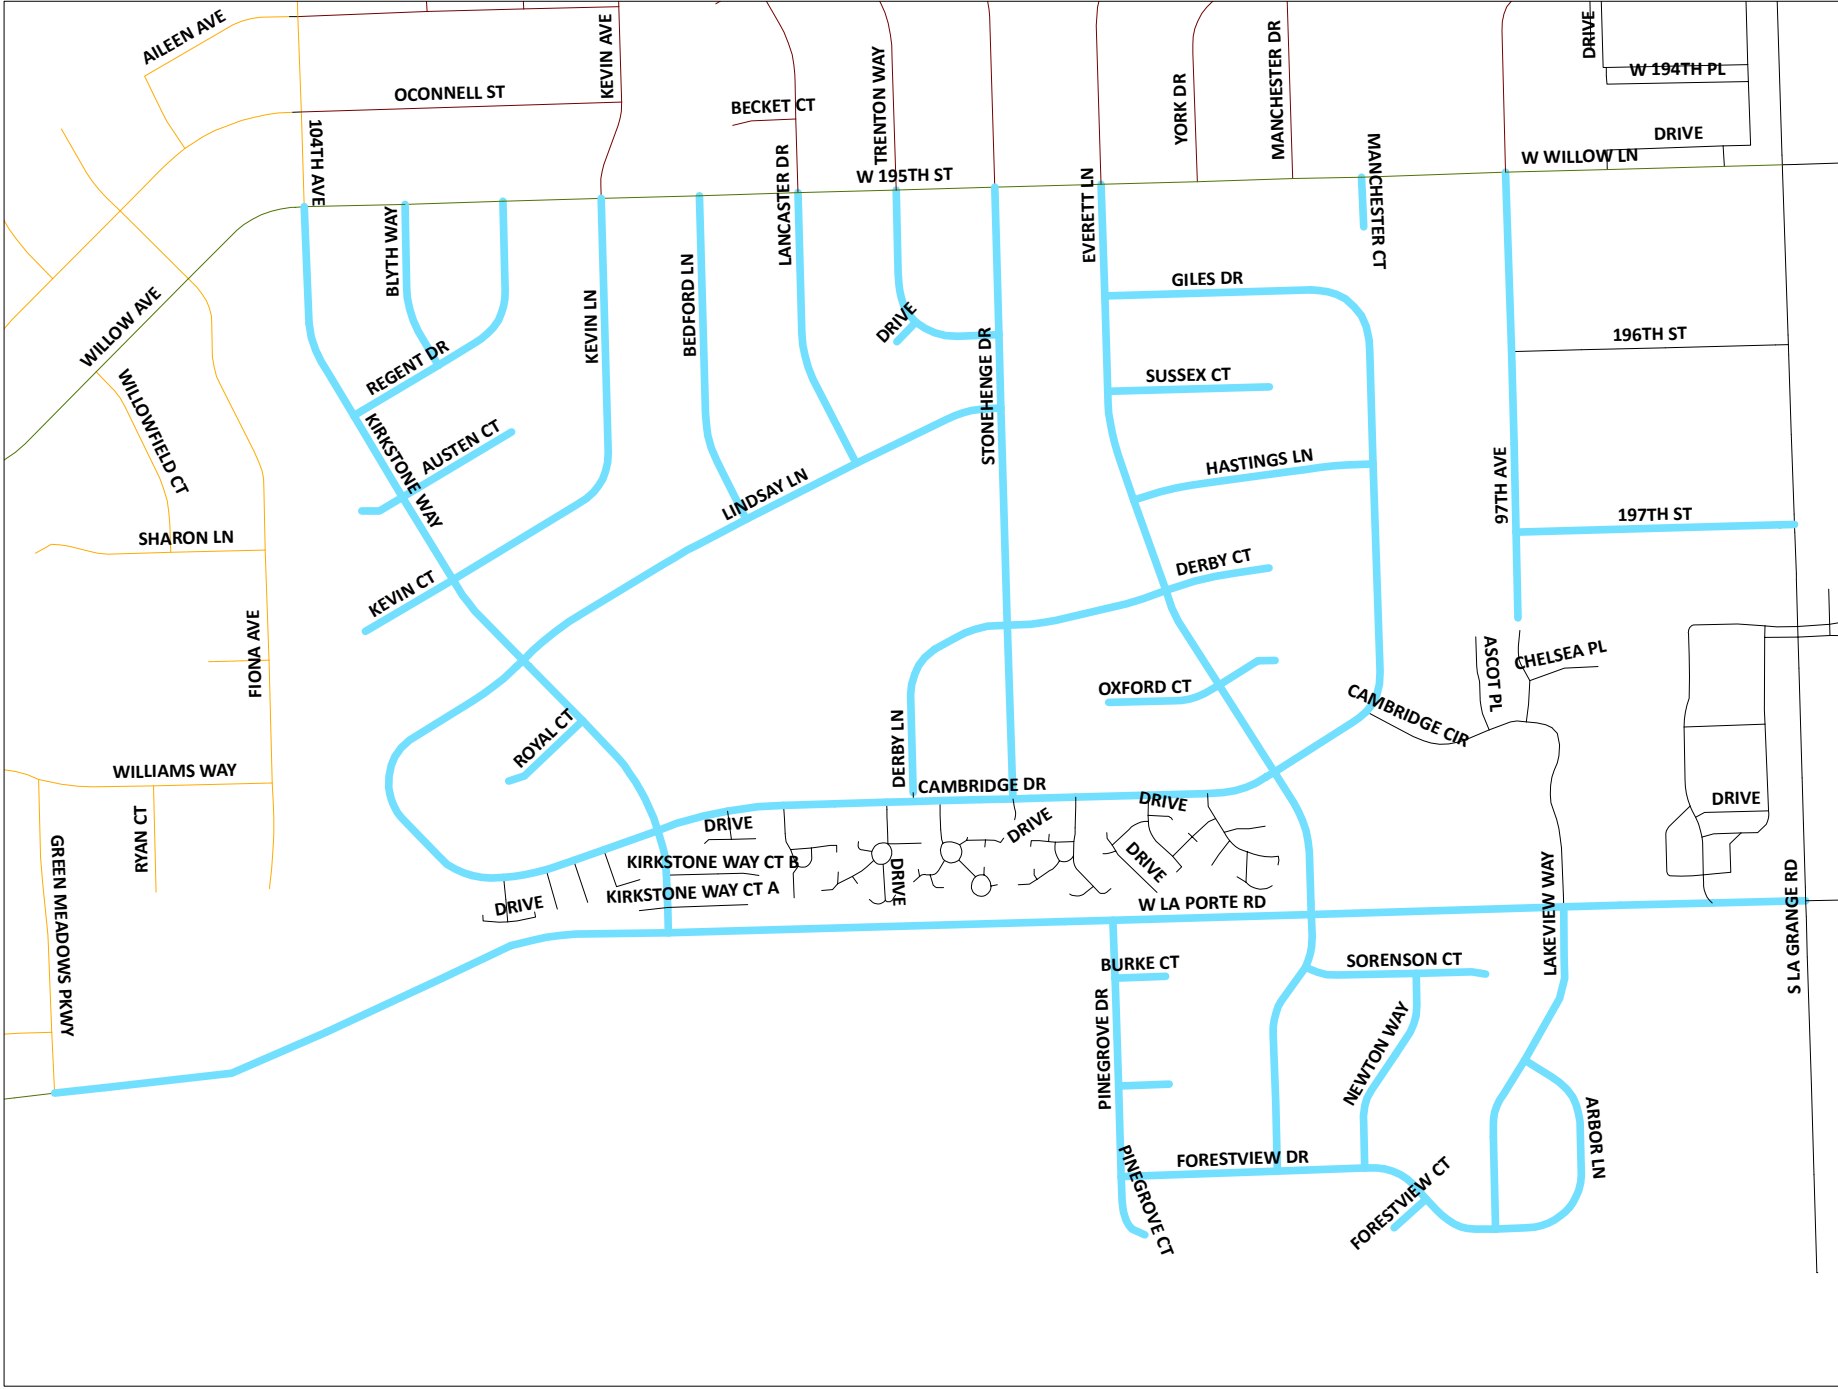 AILEEN AVE
KEVIN AVE
DRIVE
OCONNELL ST
BECKET CT
TRENTON WAY
YORK DR
MANCHESTER DR
W 194TH PL
104TH AVE
LANCASTER DR
W 195TH ST
MANCHESTER CT
DRIVE
W WILLOW LN
BLYTH WAY
EVERETT LN
WILLOW AVE
KEVIN LN
BEDFORD LN
DRIVE
GILES DR
196TH ST
REGENT DR
STONEHENGE DR
SUSSEX CT
WILLOWFIELD CT
KIRKSTONE WAY
AUSTEN CT
LINDSAY LN
HASTINGS LN
97TH AVE
197TH ST
SHARON LN
KEVIN CT
DERBY CT
FIONA AVE
ASCOT PL
CHELSEA PL
OXFORD CT
CAMBRIDGE CIR
ROYAL CT
DERBY LN
WILLIAMS WAY
CAMBRIDGE DR
DRIVE
DRIVE
RYAN CT
DRIVE
DRIVE
GREEN MEADOWS PKWY
KIRKSTONE WAY CT B
DRIVE
DRIVE
KIRKSTONE WAY CT A
DRIVE
W LA PORTE RD
LAKEVIEW WAY
S LA GRANGE RD
BURKE CT
SORENSON CT
PINEGROVE DR
NEWTON WAY
ARBOR LN
PINEGROVE CT
FORESTVIEW DR
FORESTVIEW CT